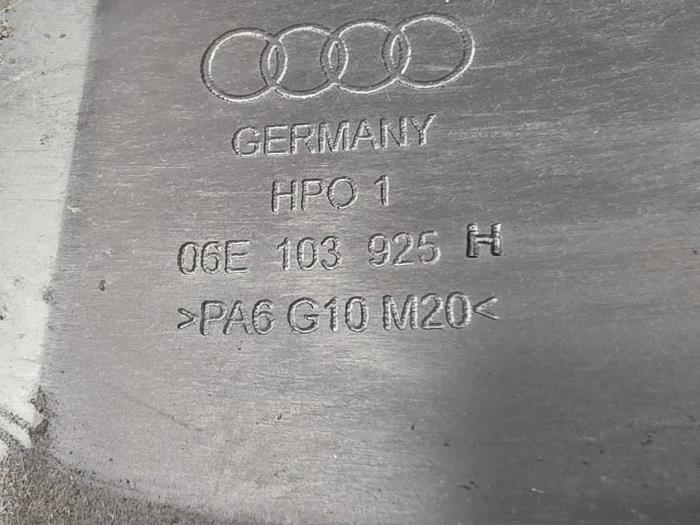 GERMANY
HPO 1
06E 103 925 H
>PA6 G10 M20<